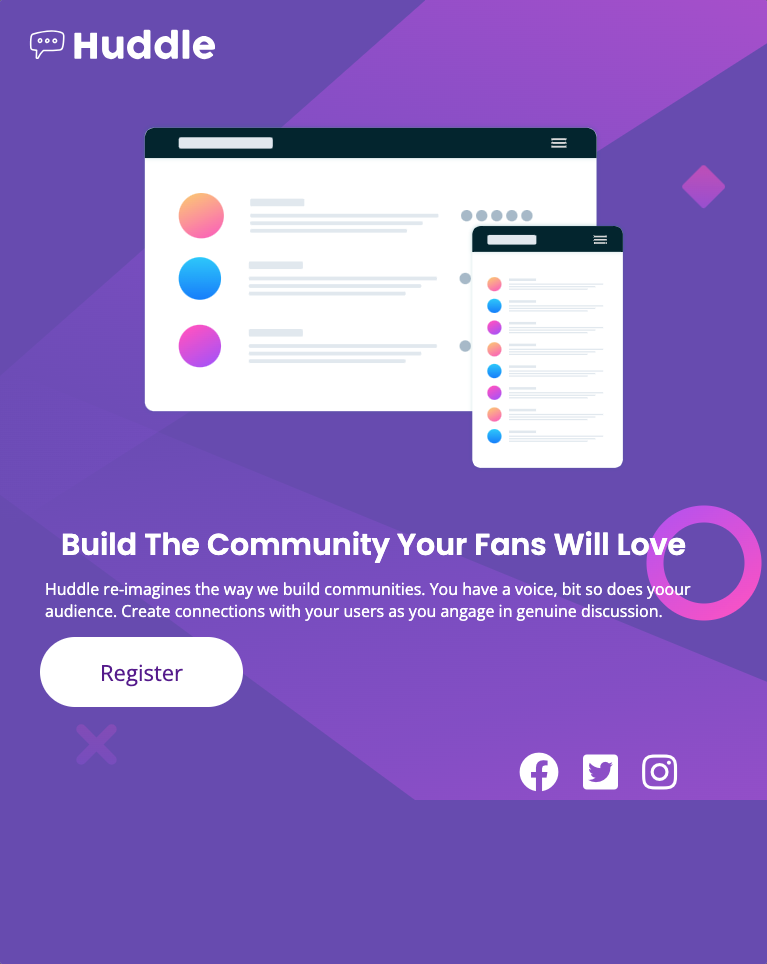 Huddle
Build The Community Your Fans Will Love
Huddle re-imagines the way we build communities. You have a voice, bit so does yoour
audience. Create connections with your users as you angage in genuine discussion.
Register